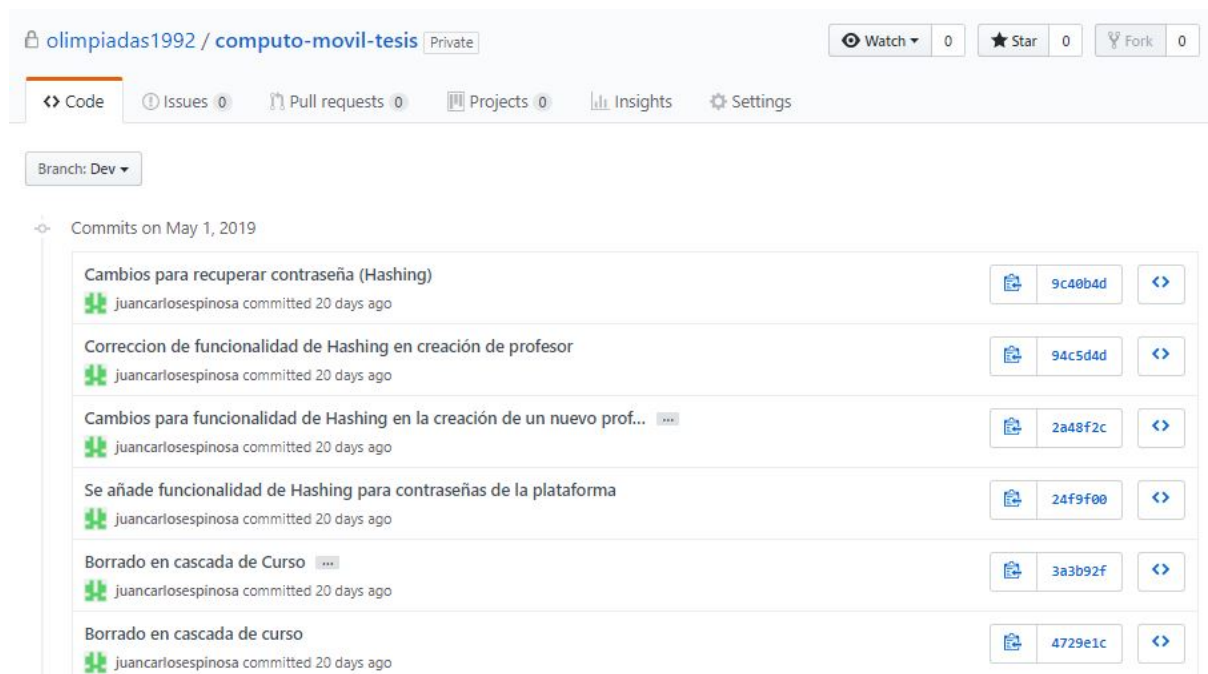 olimpiadas1992 / computo-movil-tesis Private
Watch 0 Star 0 Fork 0
Code Issues 0 Pull requests 0 Projects 0 Insights Settings
Branch: Dev
Commits on May 1, 2019
Cambios para recuperar contraseña (Hashing)
9c40b4d
juancarlosespinosa committed 20 days ago
Correccion de funcionalidad de Hashing en creación de profesor
94c5d4d
juancarlosespinosa committed 20 days ago
Cambios para funcionalidad de Hashing en la creación de un nuevo prof... ...
2a48f2c
juancarlosespinosa committed 20 days ago
Se añade funcionalidad de Hashing para contraseñas de la plataforma
24f9f00
juancarlosespinosa committed 20 days ago
Borrado en cascada de Curso ...
3a3b92f
juancarlosespinosa committed 20 days ago
Borrado en cascada de curso
4729e1c
juancarlosespinosa committed 20 days ago